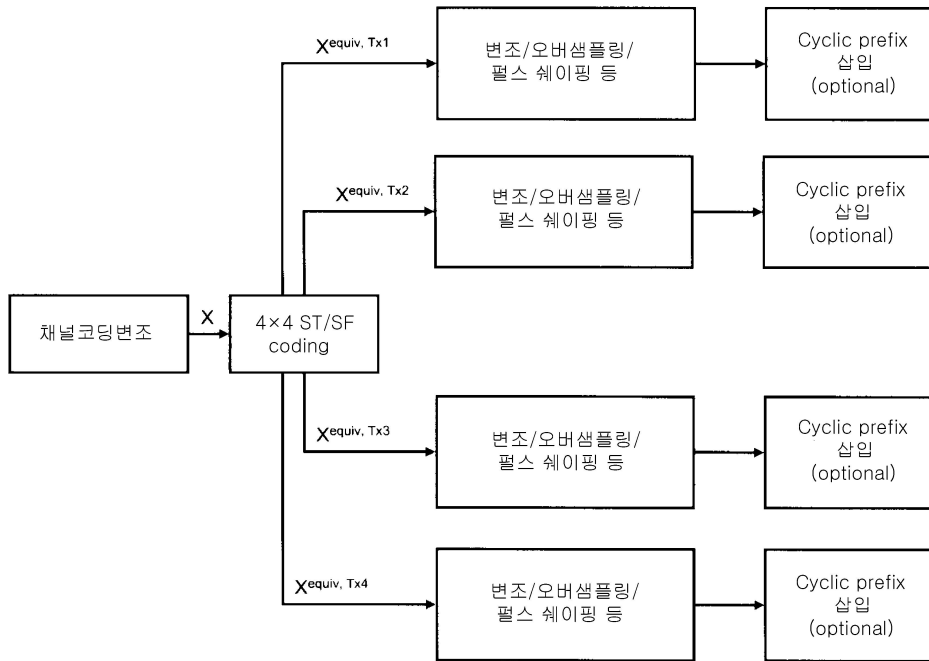 X^equiv, Tx1
변조/오버샘플링/
펄스 쉐이핑 등
Cyclic prefix
삽입
(optional)
X^equiv, Tx2
변조/오버샘플링/
펄스 쉐이핑 등
Cyclic prefix
삽입
(optional)
채널코딩변조
X
4×4 ST/SF
coding
X^equiv, Tx3
변조/오버샘플링/
펄스 쉐이핑 등
Cyclic prefix
삽입
(optional)
X^equiv, Tx4
변조/오버샘플링/
펄스 쉐이핑 등
Cyclic prefix
삽입
(optional)